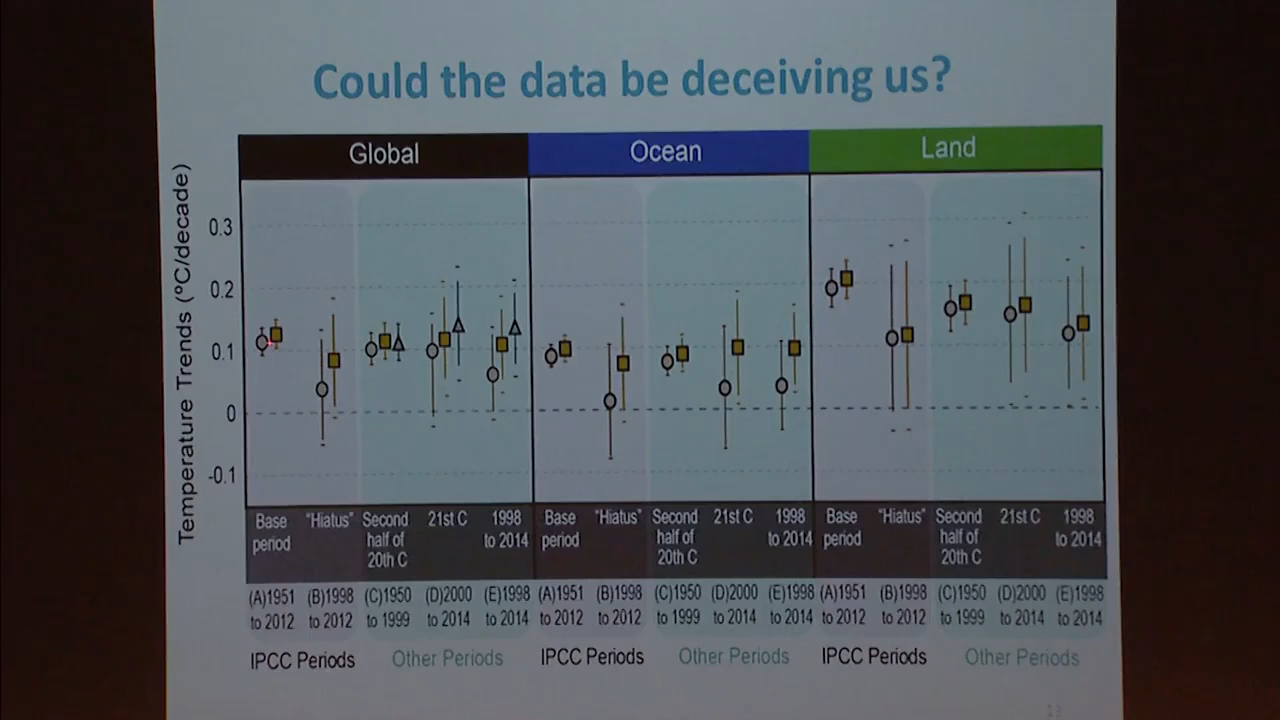 Could the data be deceiving us?
Global Ocean Land
Temperature Trends (°C/decade)
0.3
0.2
0.1
0
-0.1
Base period "Hiatus" Second half of 20th C 21st C 1998 to 2014 Base period "Hiatus" Second half of 20th C 21st C 1998 to 2014 Base period "Hiatus" Second half of 20th C 21st C 1998 to 2014
(A)1951 to 2012 (B)1998 to 2012 (C)1950 to 1999 (D)2000 to 2014 (E)1998 to 2014 (A)1951 to 2012 (B)1998 to 2012 (C)1950 to 1999 (D)2000 to 2014 (E)1998 to 2014 (A)1951 to 2012 (B)1998 to 2012 (C)1950 to 1999 (D)2000 to 2014 (E)1998 to 2014
IPCC Periods Other Periods IPCC Periods Other Periods IPCC Periods Other Periods
13